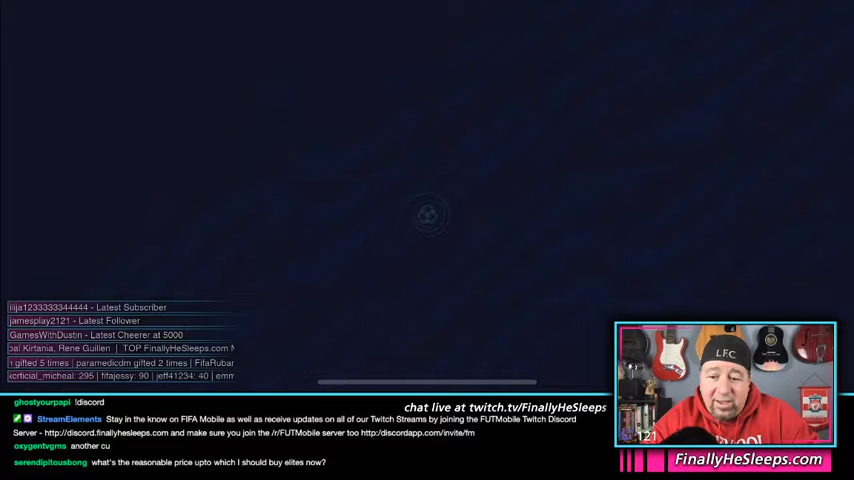 iilja1233333344444 - Latest Subscriber
jamesplay2121 - Latest Follower
GamesWithDustin - Latest Cheerer at 5000
Kirtania, Rene Guillen | TOP FinallyHeSleeps.com
gifted 5 times | paramedicdm gifted 2 times | FifaRubar
295 | fifajessy: 90 | jeff41234: 40 | emm
ghostyourpapi !discord
StreamElements Stay in the know on FIFA Mobile as well as receive updates on all of our Twitch Streams by joining the FUTMobile Twitch Discord
Server - http://discord.finallyhesleeps.com and make sure you join the /r/FUTMobile server too http://discordapp.com/invite/fm
oxygentvgms another cu
serendipitousbong what's the reasonable price upto which I should buy elites now?
chat live at twitch.tv/FinallyHeSleeps
LFC
121
FinallyHeSleeps.com